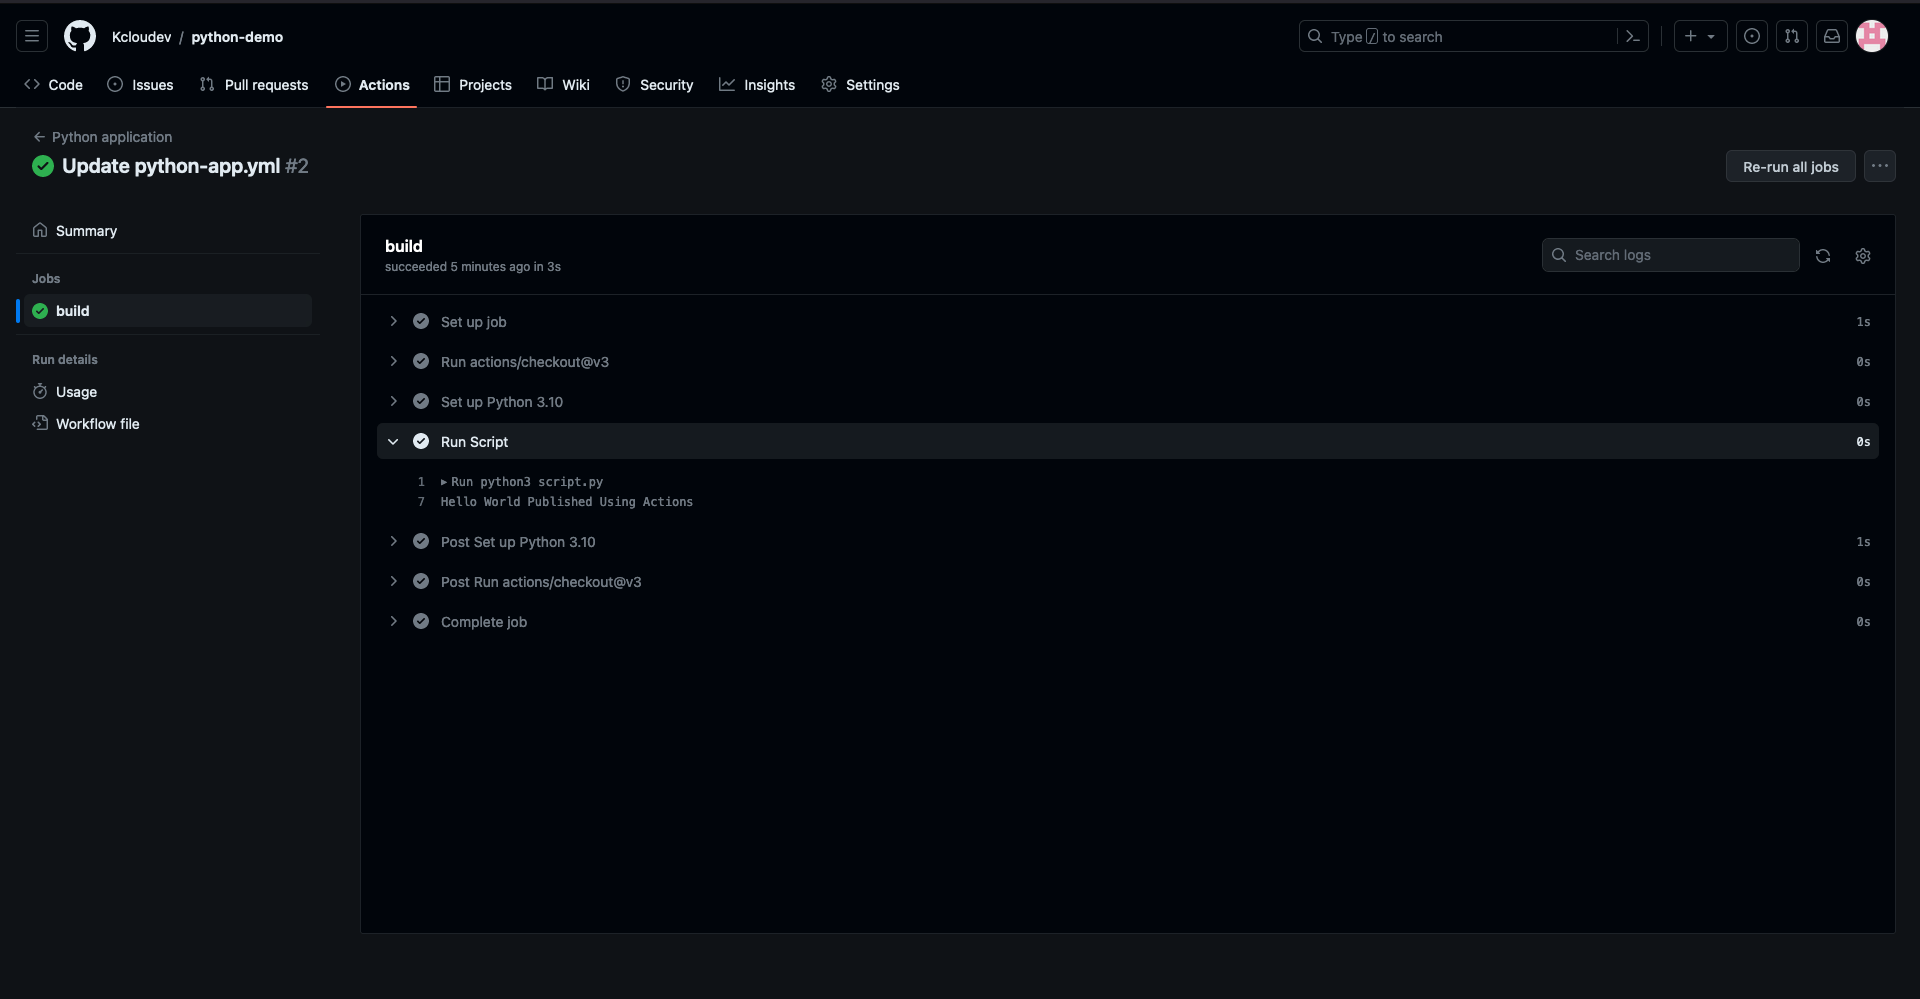 Kcloudev / python-demo
Type / to search
Code Issues Pull requests Actions Projects Wiki Security Insights Settings
Python application
Update python-app.yml #2
Re-run all jobs
Summary
Jobs
build
Run details
Usage
Workflow file
build
succeeded 5 minutes ago in 3s
Search logs
Set up job 1s
Run actions/checkout@v3 0s
Set up Python 3.10 0s
Run Script 0s
1 Run python3 script.py
7 Hello World Published Using Actions
Post Set up Python 3.10 1s
Post Run actions/checkout@v3 0s
Complete job 0s